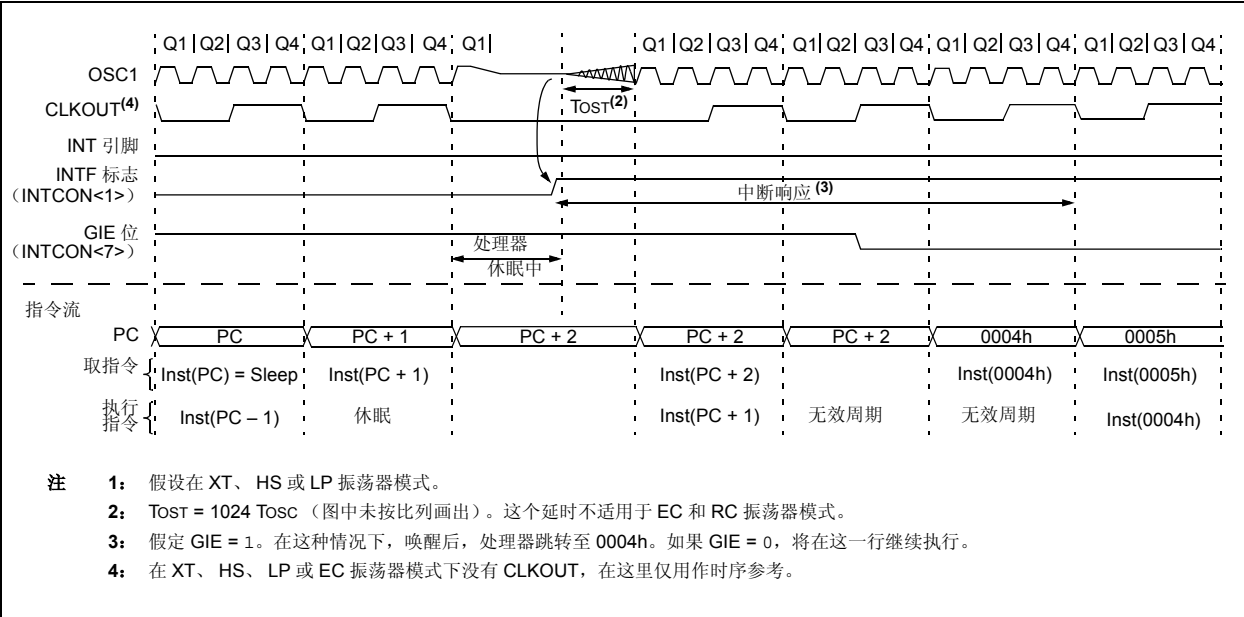 Q1 Q2 Q3 Q4 Q1 Q2 Q3 Q4 Q1 Q1 Q2 Q3 Q4 Q1 Q2 Q3 Q4 Q1 Q2 Q3 Q4 Q1 Q2 Q3 Q4
OSC1
CLKOUT(4)
TOST(2)
INT 引脚
INTF 标志
（INTCON<1>）
中断响应 (3)
GIE 位
（INTCON<7>）
处理器
休眠中
指令流
PC PC PC + 1 PC + 2 PC + 2 PC + 2 0004h 0005h
取指令 Inst(PC) = Sleep Inst(PC + 1) Inst(PC + 2) Inst(0004h) Inst(0005h)
执行
指令 Inst(PC – 1) 休眠 Inst(PC + 1) 无效周期 无效周期 Inst(0004h)
注 1： 假设在 XT、 HS 或 LP 振荡器模式。
2： TOST = 1024 TOSC （图中未按比列画出）。这个延时不适用于 EC 和 RC 振荡器模式。
3： 假定 GIE = 1。在这种情况下，唤醒后，处理器跳转至 0004h。如果 GIE = 0，将在这一行继续执行。
4： 在 XT、 HS、 LP 或 EC 振荡器模式下没有 CLKOUT，在这里仅用作时序参考。